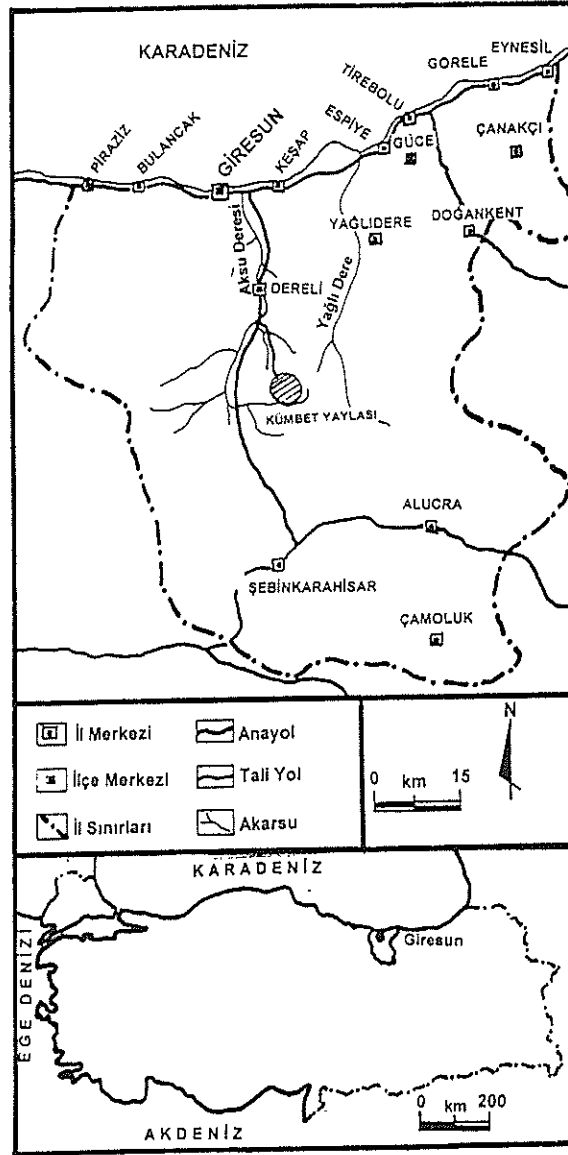 KARADENİZ
EYNESİL
GÖRELE
TİREBOLU
ESPİYE
GÜCE
ÇANAKÇI
PİRAZİZ
BULANCAK
GİRESUN
KEŞAP
YAĞLIDERE
DOĞANKENT
Aksu Deresi
Yağlı Dere
DERELİ
KÜMBET YAYLASI
ALUCRA
ŞEBİNKARAHİSAR
ÇAMOLUK
İl Merkezi
Anayol
İlçe Merkezi
Tali Yol
İl Sınırları
Akarsu
0 km 15
N
KARADENİZ
EGE DENİZİ
Giresun
0 km 200
AKDENİZ